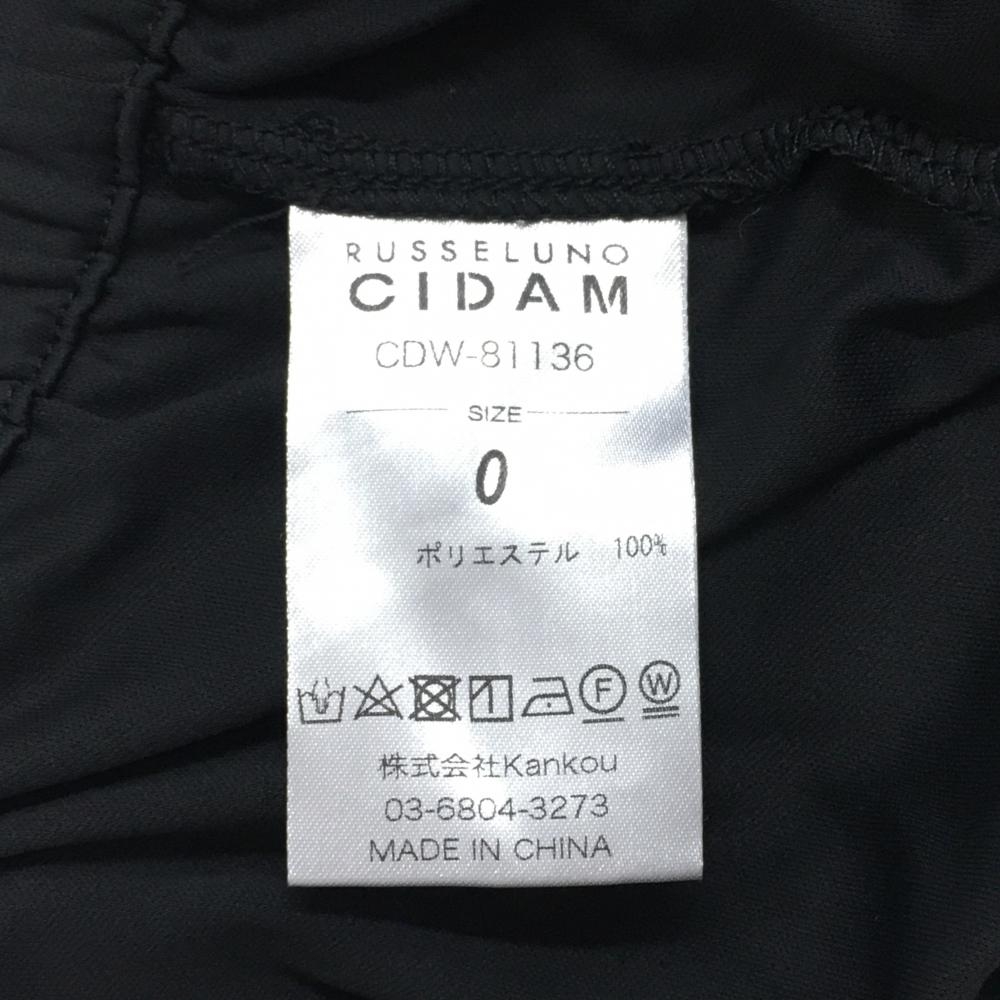 RUSSELUNO
CIDAM
CDW-81136
SIZE
0
ポリエステル 100%
F W
株式会社Kankou
03-6804-3273
MADE IN CHINA